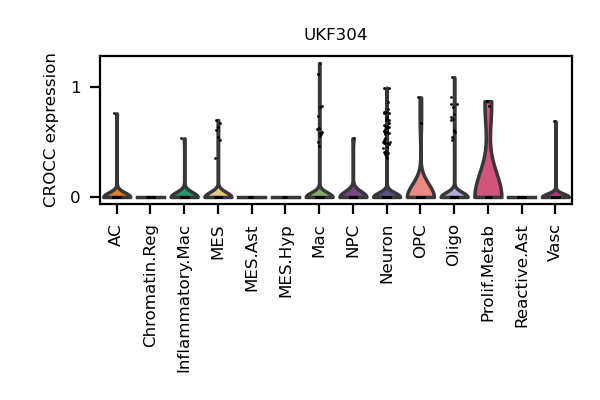 UKF304
CROCC expression
1
0
AC
Chromatin.Reg
Inflammatory.Mac
MES
MES.Ast
MES.Hyp
Mac
NPC
Neuron
OPC
Oligo
Prolif.Metab
Reactive.Ast
Vasc